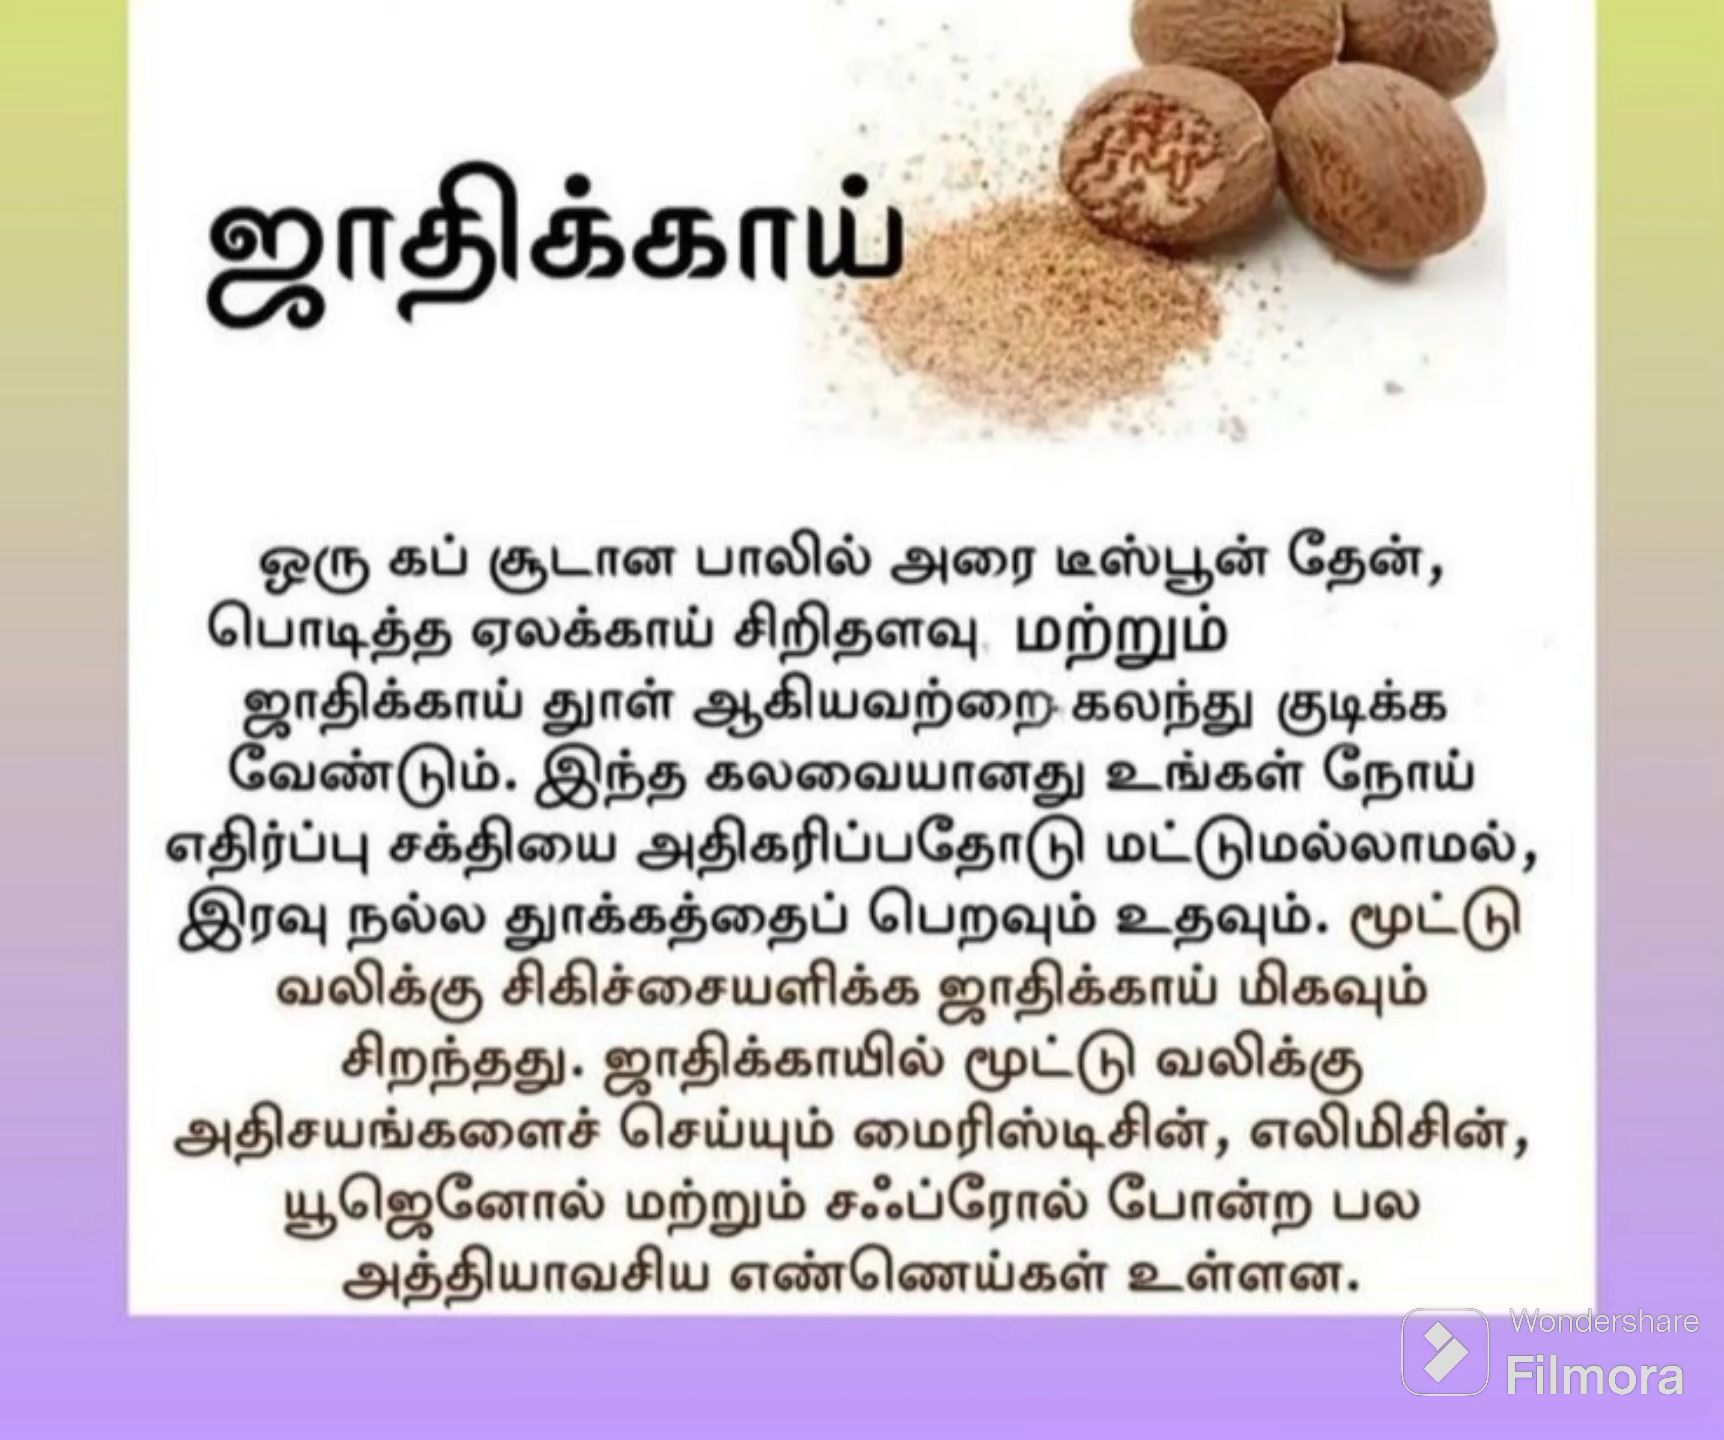 ஜாதிக்காய்
ஒரு கப் சூடான பாலில் அரை டீஸ்பூன் தேன்,
பொடித்த ஏலக்காய் சிறிதளவு மற்றும்
ஜாதிக்காய் துாள் ஆகியவற்றை கலந்து குடிக்க
வேண்டும். இந்த கலவையானது உங்கள் நோய்
எதிர்ப்பு சக்தியை அதிகரிப்பதோடு மட்டுமல்லாமல்,
இரவு நல்ல துாக்கத்தைப் பெறவும் உதவும். மூட்டு
வலிக்கு சிகிச்சையளிக்க ஜாதிக்காய் மிகவும்
சிறந்தது. ஜாதிக்காயில் மூட்டு வலிக்கு
அதிசயங்களைச் செய்யும் மைரிஸ்டிசின், எலிமிசின்,
யூஜெனோல் மற்றும் சஃப்ரோல் போன்ற பல
அத்தியாவசிய எண்ணெய்கள் உள்ளன.
Wondershare
Filmora